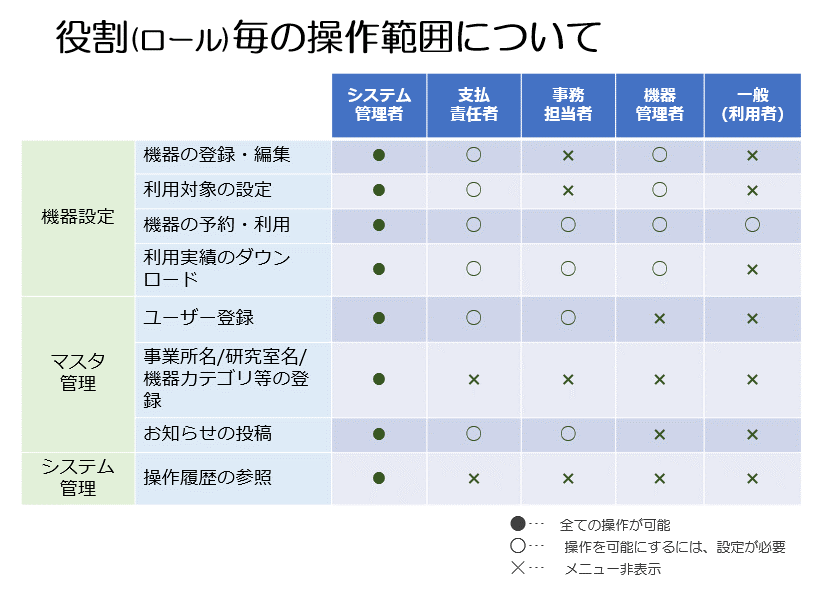 役割(ロール)毎の操作範囲について
システム
管理者
支払
責任者
事務
担当者
機器
管理者
一般
(利用者)
機器設定
機器の登録・編集
● ○ × ○ ×
利用対象の設定
● ○ × ○ ×
機器の予約・利用
● ○ ○ ○ ○
利用実績のダウン
ロード
● ○ ○ ○ ×
マスタ
管理
ユーザー登録
● ○ ○ × ×
事業所名/研究室名/
機器カテゴリ等の登
録
● × × × ×
お知らせの投稿
● ○ ○ × ×
システム
管理
操作履歴の参照
● × × × ×
●… 全ての操作が可能
○… 操作を可能にするには、設定が必要
×… メニュー非表示